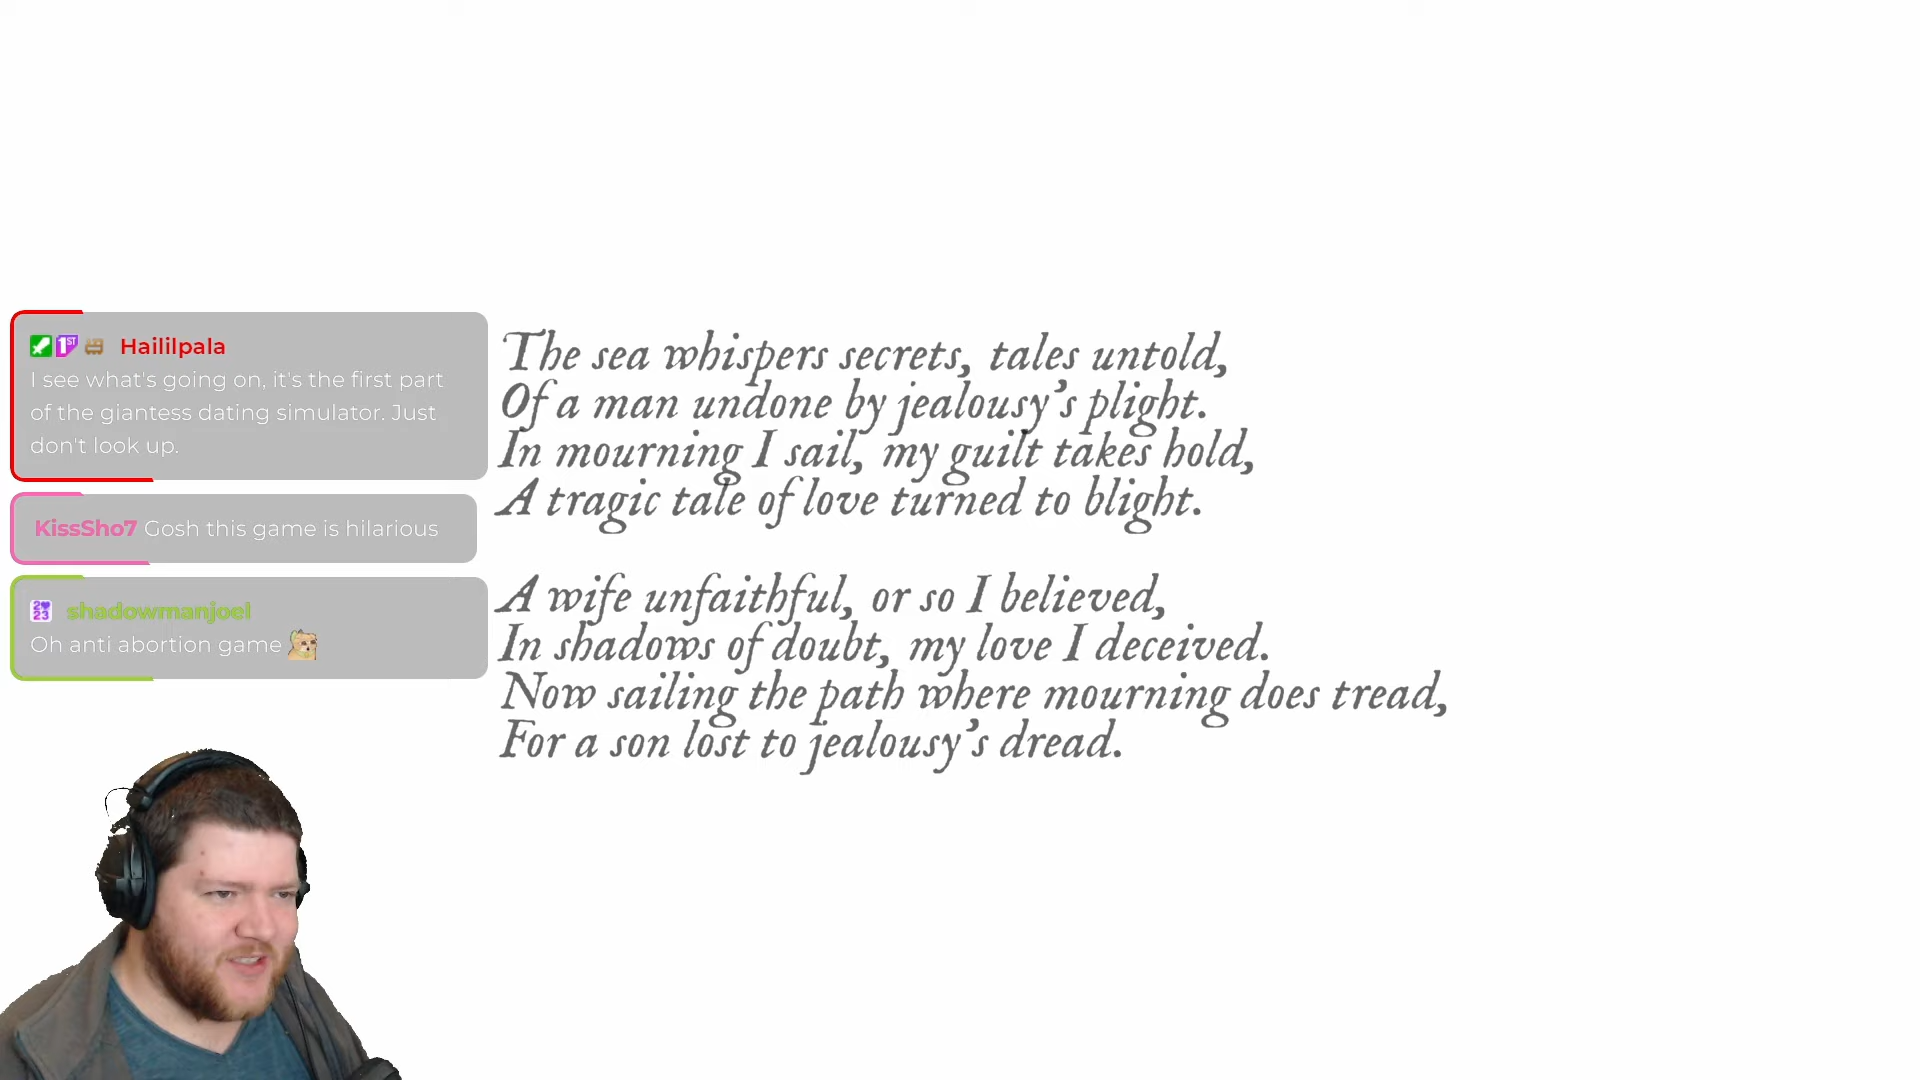 1ST Haililpala
I see what's going on, it's the first part
of the giantess dating simulator. Just
don't look up.
KissSho7 Gosh this game is hilarious
2023 shadowmanjoel
Oh anti abortion game
The sea whispers secrets, tales untold,
Of a man undone by jealousy's plight.
In mourning I sail, my guilt takes hold,
A tragic tale of love turned to blight.
A wife unfaithful, or so I believed,
In shadows of doubt, my love I deceived.
Now sailing the path where mourning does tread,
For a son lost to jealousy's dread.